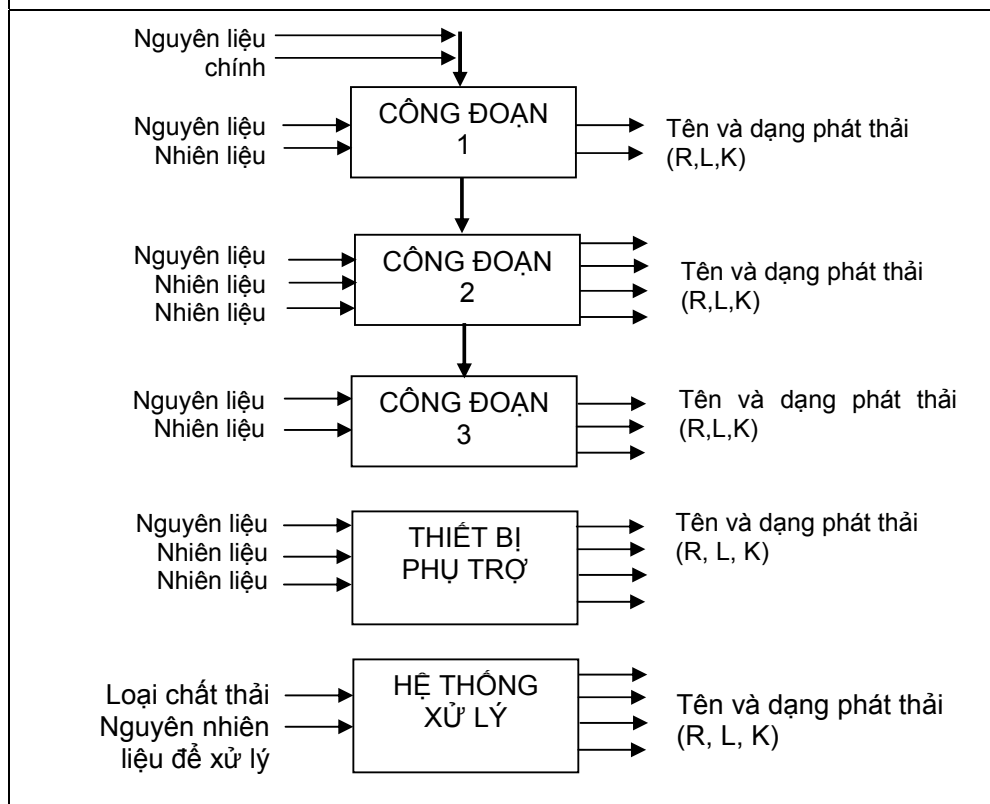 Nguyên liệu
chính
CÔNG ĐOẠN
1
Nguyên liệu
Nhiên liệu
Tên và dạng phát thải
(R,L,K)
Nguyên liệu
Nhiên liệu
Nhiên liệu
CÔNG ĐOẠN
2
Tên và dạng phát thải
(R,L,K)
Nguyên liệu
Nhiên liệu
CÔNG ĐOẠN
3
Tên và dạng phát thải
(R,L,K)
Nguyên liệu
Nhiên liệu
Nhiên liệu
THIẾT BỊ
PHỤ TRỢ
Tên và dạng phát thải
(R, L, K)
Loại chất thải
Nguyên nhiên
liệu để xử lý
HỆ THỐNG
XỬ LÝ
Tên và dạng phát thải
(R, L, K)